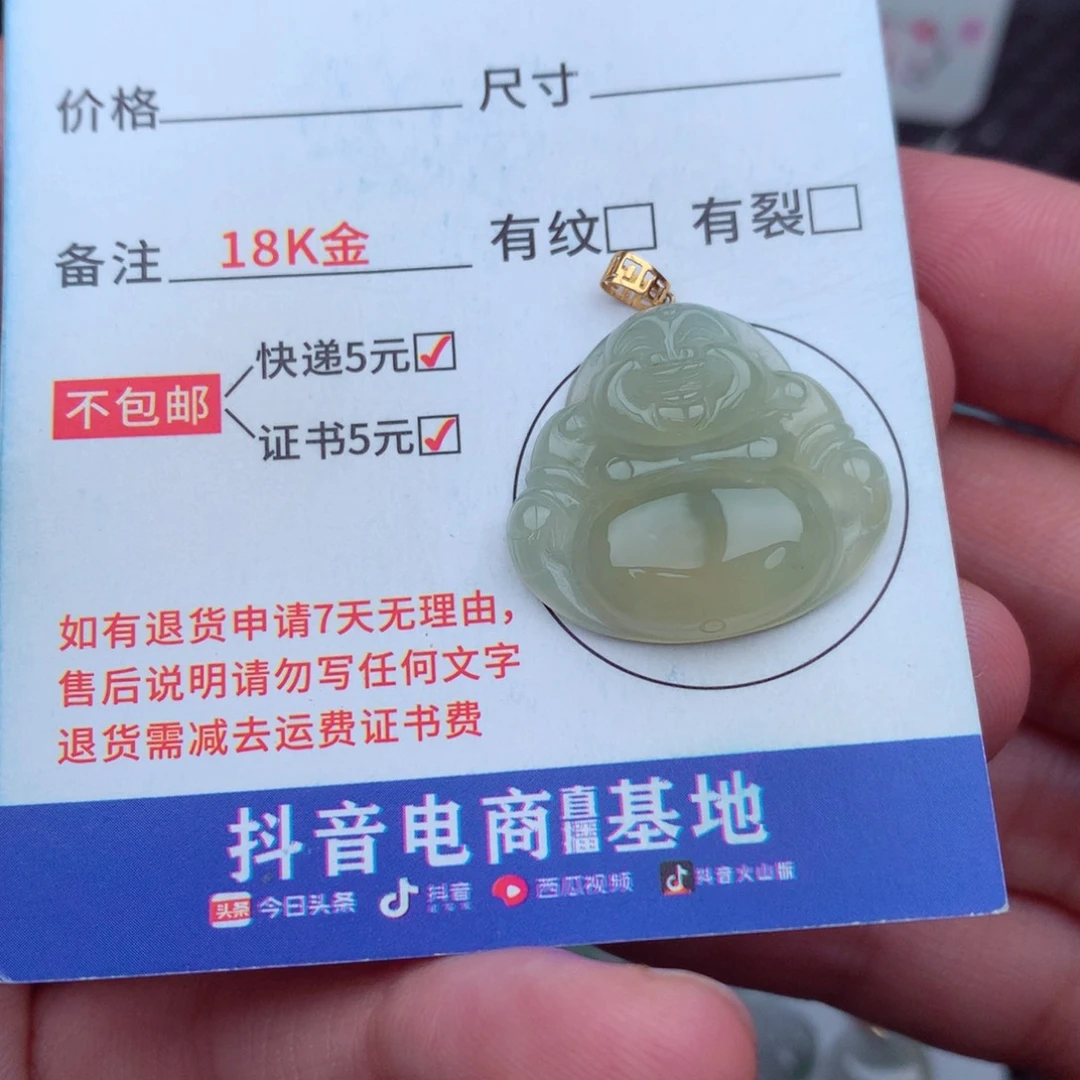 价格 尺寸
备注 18K金 有纹 有裂
快递5元
不包邮
证书5元
如有退货申请7天无理由，
售后说明请勿写任何文字
退货需减去运费证书费
抖音电商直播基地
头条 今日头条 抖音 西瓜视频 抖音火山版